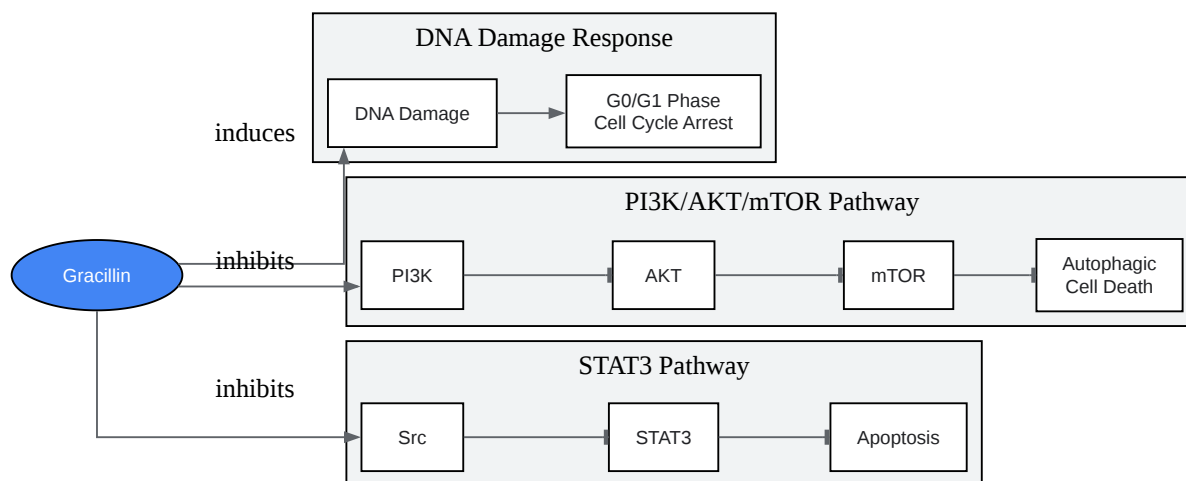 DNA Damage Response
DNA Damage
G0/G1 Phase
Cell Cycle Arrest
induces
PI3K/AKT/mTOR Pathway
Gracillin
inhibits
PI3K
AKT
mTOR
Autophagic
Cell Death
STAT3 Pathway
inhibits
Src
STAT3
Apoptosis